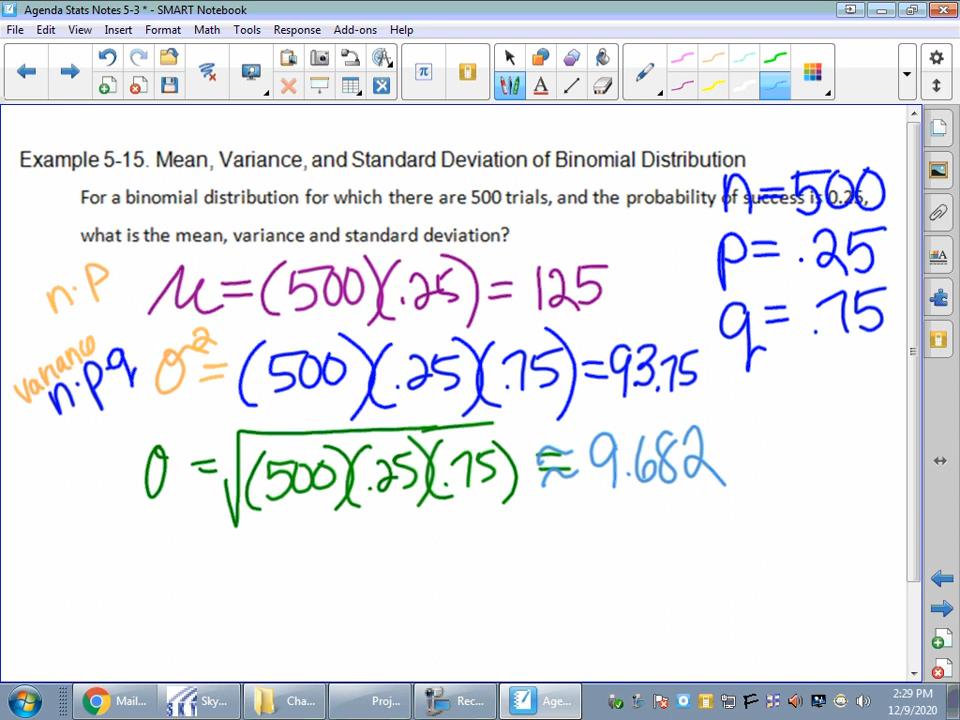 Agenda Stats Notes 5-3 * - SMART Notebook
File Edit View Insert Format Math Tools Response Add-ons Help
Example 5-15. Mean, Variance, and Standard Deviation of Binomial Distribution
For a binomial distribution for which there are 500 trials, and the probability of success is 0.25,
what is the mean, variance and standard deviation?
n=500
p= .25
q= .75
n·p μ=(500)(.25)= 125
variance
n·p q σ²= (500)(.25)(.75)=93.75
σ =√(500)(.25)(.75) ≈ 9.682
Mail... Sky... Cha... Proj... Rec... Age...
2:29 PM
12/9/2020